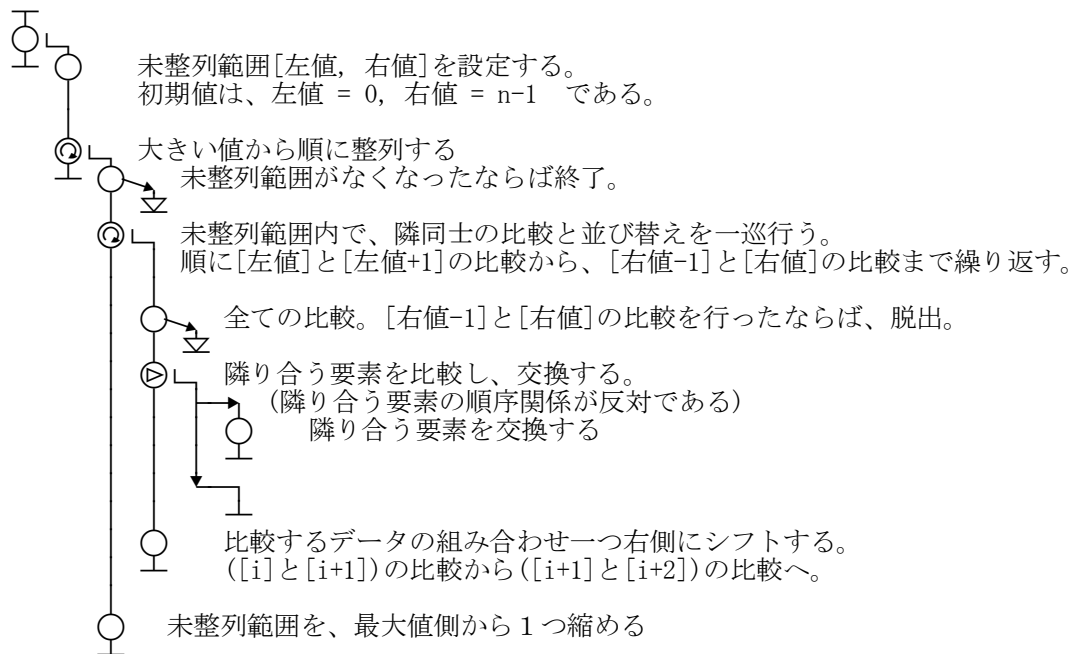 未整列範囲[左値, 右値]を設定する。
初期値は、左値 = 0, 右値 = n-1 である。
大きい値から順に整列する
未整列範囲がなくなったならば終了。
未整列範囲内で、隣同士の比較と並び替えを一巡行う。
順に[左値]と[左値+1]の比較から、[右値-1]と[右値]の比較まで繰り返す。
全ての比較。[右値-1]と[右値]の比較を行ったならば、脱出。
隣り合う要素を比較し、交換する。
(隣り合う要素の順序関係が反対である)
隣り合う要素を交換する
比較するデータの組み合わせ一つ右側にシフトする。
([i]と[i+1])の比較から([i+1]と[i+2])の比較へ。
未整列範囲を、最大値側から１つ縮める